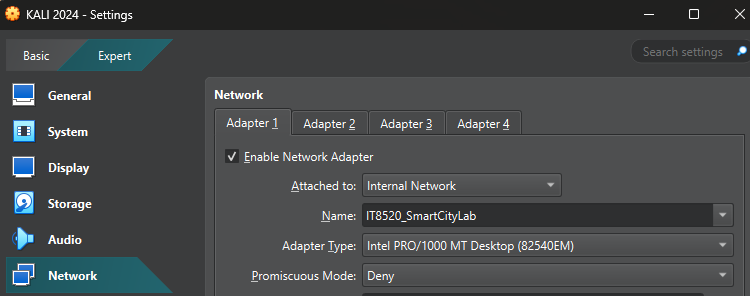 KALI 2024 - Settings
Basic
Expert
Search settings
General
System
Display
Storage
Audio
Network
Network
Adapter 1
Adapter 2
Adapter 3
Adapter 4
Enable Network Adapter
Attached to: Internal Network
Name: IT8520_SmartCityLab
Adapter Type: Intel PRO/1000 MT Desktop (82540EM)
Promiscuous Mode: Deny